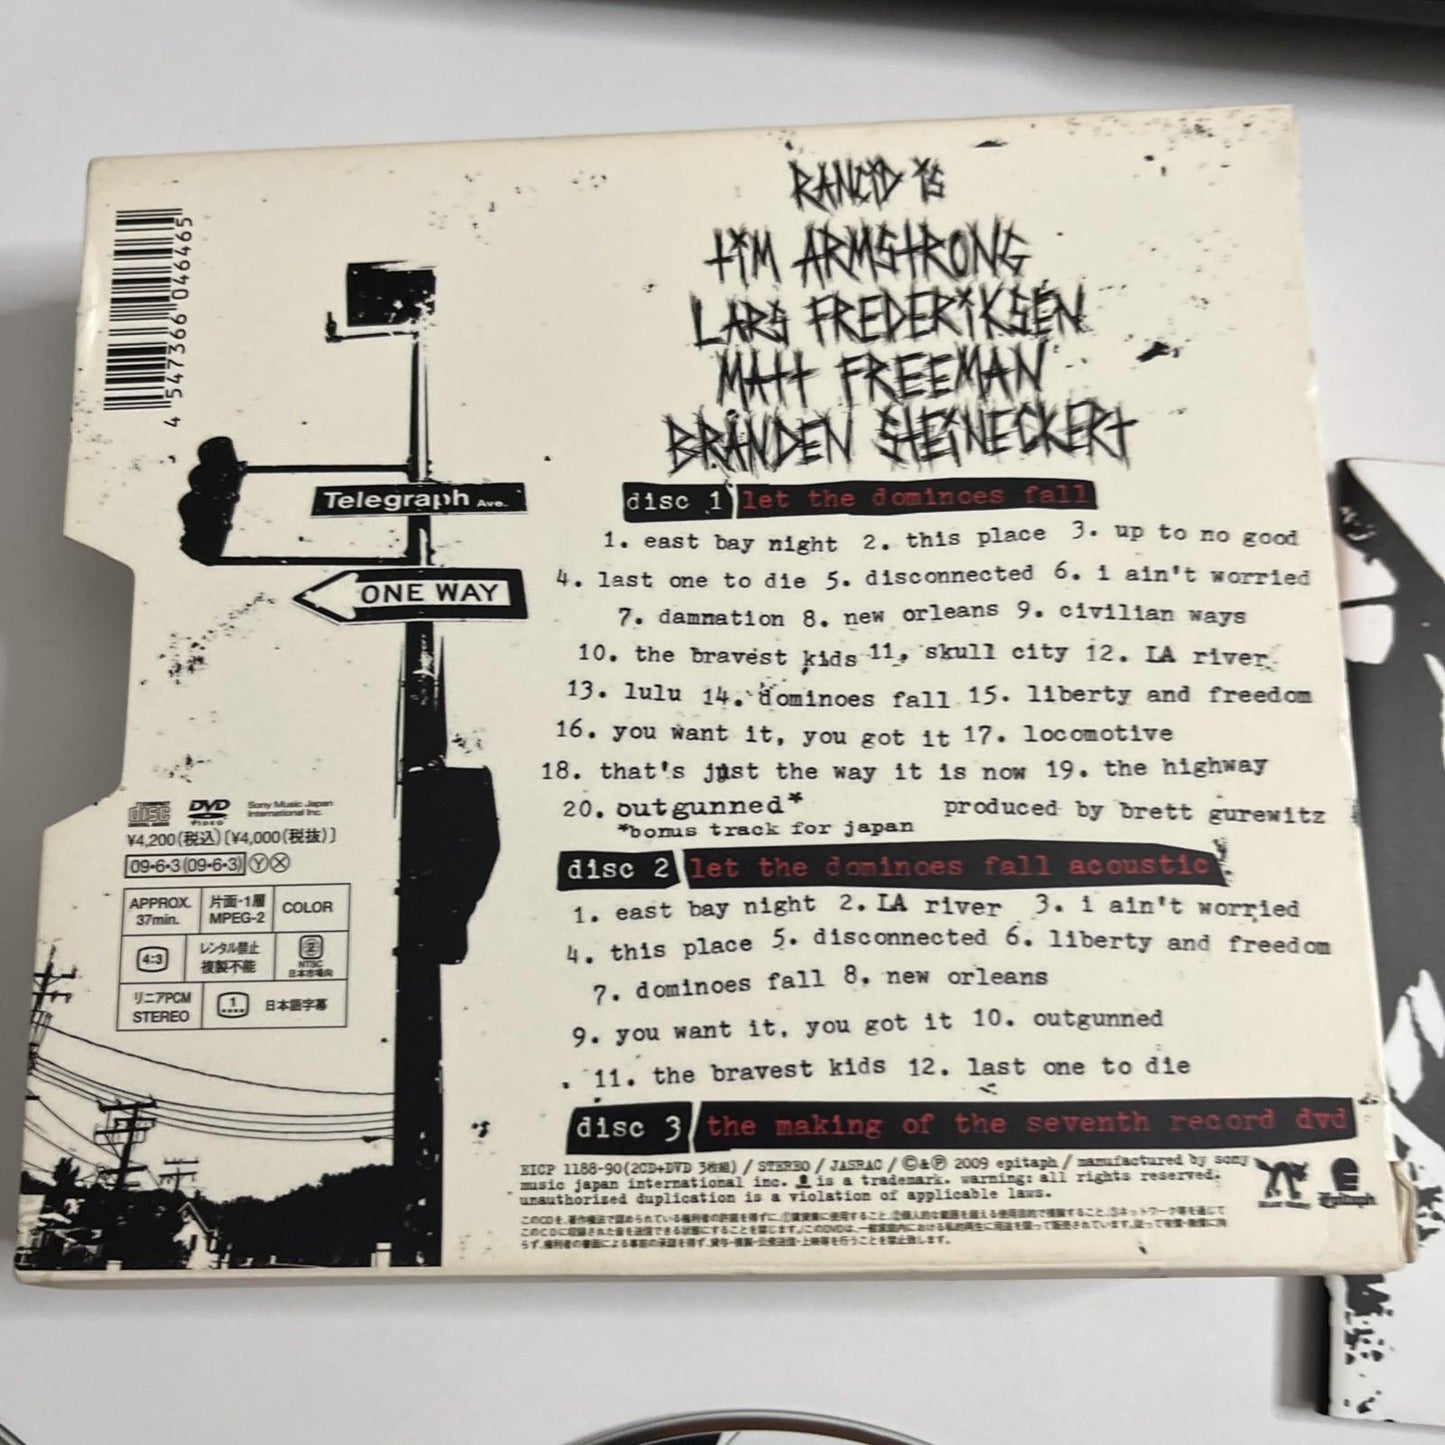 RANCID is
tiM ARMStRONG
LARS FREDERiKSEN
MAtt FREEMAN
BRANDEN SteiNECKERt
4 547366 046465
Telegraph Ave.
ONE WAY
disc 1 let the dominoes fall
1. east bay night 2. this place 3. up to no good
4. last one to die 5. disconnected 6. i ain't worried
7. damnation 8. new orleans 9. civilian ways
10. the bravest kids 11. skull city 12. LA river
13. lulu 14. dominoes fall 15. liberty and freedom
16. you want it, you got it 17. locomotive
18. that's just the way it is now 19. the highway
20. outgunned* produced by brett gurewitz
*bonus track for japan
disc 2 let the dominoes fall acoustic
1. east bay night 2. LA river 3. i ain't worried
4. this place 5. disconnected 6. liberty and freedom
7. dominoes fall 8. new orleans
9. you want it, you got it 10. outgunned
11. the bravest kids 12. last one to die
disc 3 the making of the seventh record dvd
COMPACT disc DIGITAL AUDIO DVD VIDEO Sony Music Japan
International Inc.
¥4,200(税込)[¥4,000(税抜)]
09•6•3 (09•6•3) Y X
APPROX. 37min. 片面・1層 MPEG-2 COLOR
4:3 レンタル禁止 複製不能 2 NTSC 日本市場向
リニアPCM STEREO 1 日本語字幕
EICP 1188-90(2CD+DVD 3枚組) / STEREO / JASRAC / ©&℗ 2009 epitaph / manufactured by sony
music japan international inc. is a trademark. warning: all rights reserved.
unauthorized duplication is a violation of applicable laws.
Epitaph